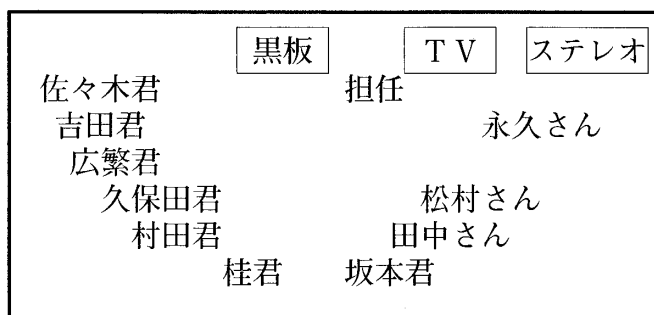 黒板 TV ステレオ
佐々木君 担任
吉田君 永久さん
広繁君
久保田君 松村さん
村田君 田中さん
桂君 坂本君